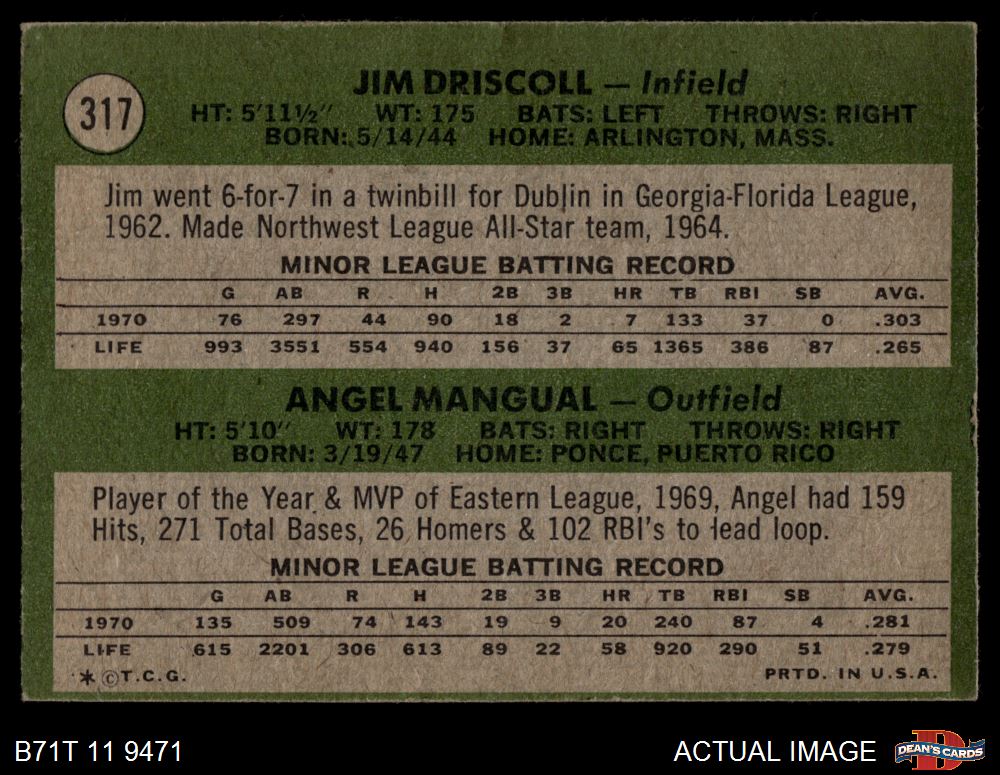 317
JIM DRISCOLL — Infield
HT: 5'11½" WT: 175 BATS: LEFT THROWS: RIGHT
BORN: 5/14/44 HOME: ARLINGTON, MASS.
Jim went 6-for-7 in a twinbill for Dublin in Georgia-Florida League,
1962. Made Northwest League All-Star team, 1964.
MINOR LEAGUE BATTING RECORD
G AB R H 2B 3B HR TB RBI SB AVG.
1970 76 297 44 90 18 2 7 133 37 0 .303
LIFE 993 3551 554 940 156 37 65 1365 386 87 .265
ANGEL MANGUAL — Outfield
HT: 5'10" WT: 178 BATS: RIGHT THROWS: RIGHT
BORN: 3/19/47 HOME: PONCE, PUERTO RICO
Player of the Year & MVP of Eastern League, 1969, Angel had 159
Hits, 271 Total Bases, 26 Homers & 102 RBI's to lead loop.
MINOR LEAGUE BATTING RECORD
G AB R H 2B 3B HR TB RBI SB AVG.
1970 135 509 74 143 19 9 20 240 87 4 .281
LIFE 615 2201 306 613 89 22 58 920 290 51 .279
* ©T.C.G. PRTD. IN U.S.A.
B71T 11 9471 ACTUAL IMAGE DEAN'S CARDS